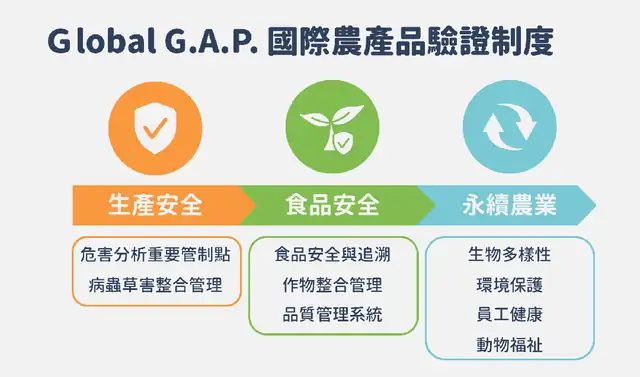 Global G.A.P. 國際農產品驗證制度
生產安全
食品安全
永續農業
危害分析重要管制點
病蟲草害整合管理
食品安全與追溯
作物整合管理
品質管理系統
生物多樣性
環境保護
員工健康
動物福祉